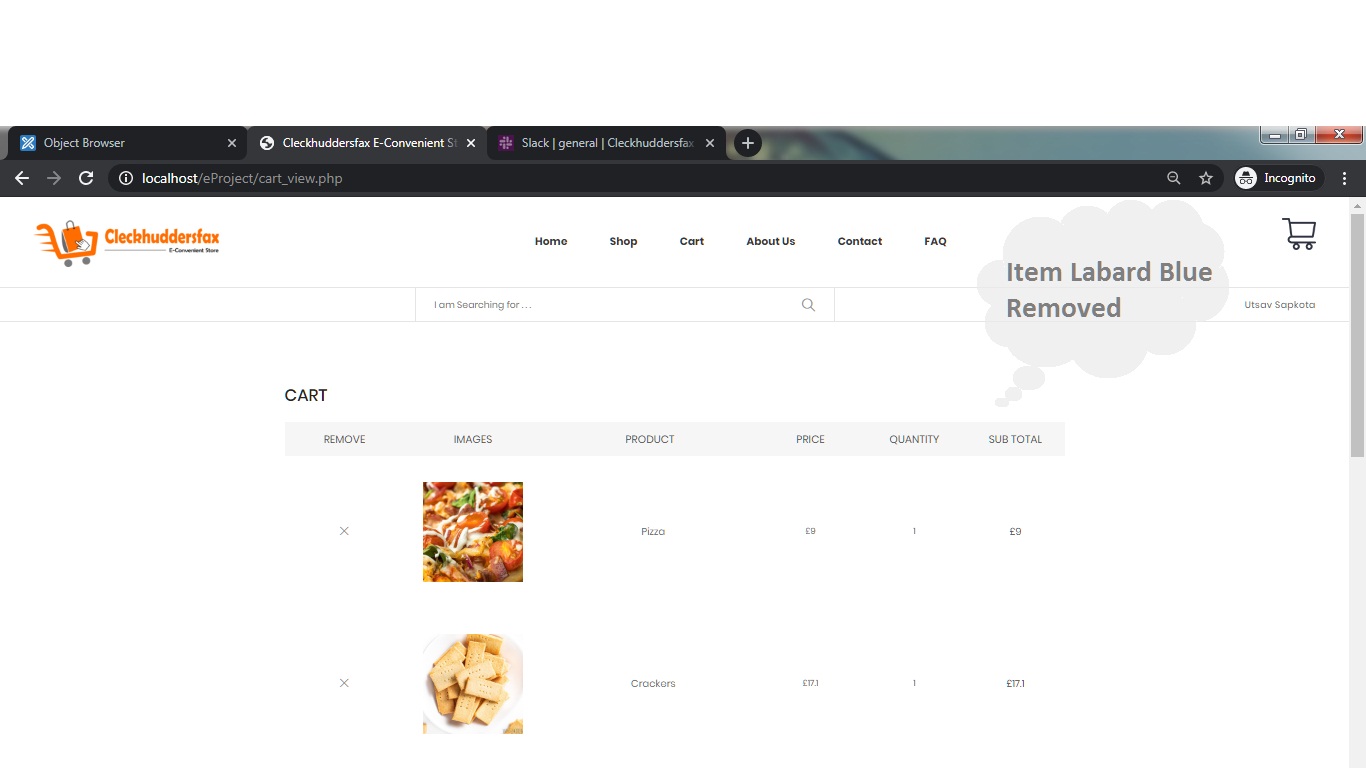 Object Browser
Cleckhuddersfax E-Convenient St
Slack | general | Cleckhuddersfax
localhost/eProject/cart_view.php
Incognito
Cleckhuddersfax
E-Convenient Store
Home Shop Cart About Us Contact FAQ
Item Labard Blue
Removed
I am Searching for . . .
Utsav Sapkota
CART
REMOVE IMAGES PRODUCT PRICE QUANTITY SUB TOTAL
Pizza £9 1 £9
Crackers £17.1 1 £17.1